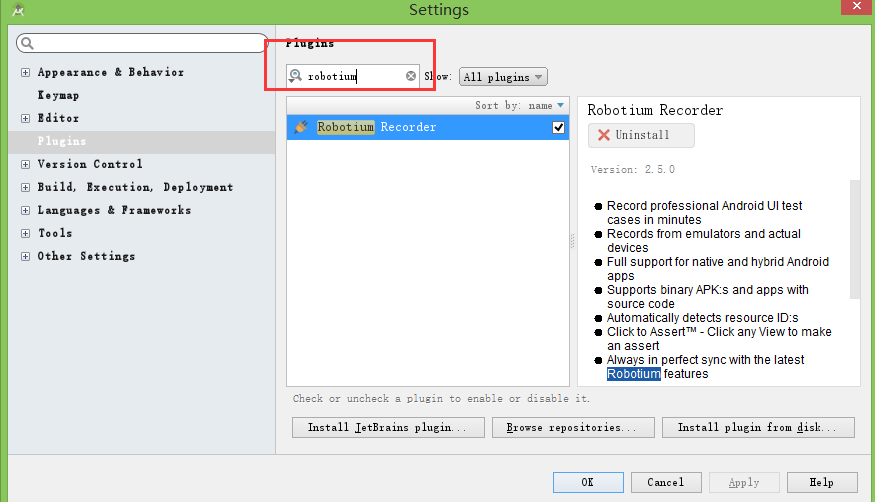 Settings
Plugins
robotium
Show:
All plugins
Appearance & Behavior
Keymap
Editor
Plugins
Version Control
Build, Execution, Deployment
Languages & Frameworks
Tools
Other Settings
Sort by: name
Robotium Recorder
Robotium Recorder
Uninstall
Version: 2.5.0
Record professional Android UI test
cases in minutes
Records from emulators and actual
devices
Full support for native and hybrid Android
apps
Supports binary APK:s and apps with
source code
Automatically detects resource ID:s
Click to Assert™ - Click any View to make
an assert
Always in perfect sync with the latest
Robotium features
Check or uncheck a plugin to enable or disable it.
Install JetBrains plugin...
Browse repositories...
Install plugin from disk...
OK
Cancel
Apply
Help